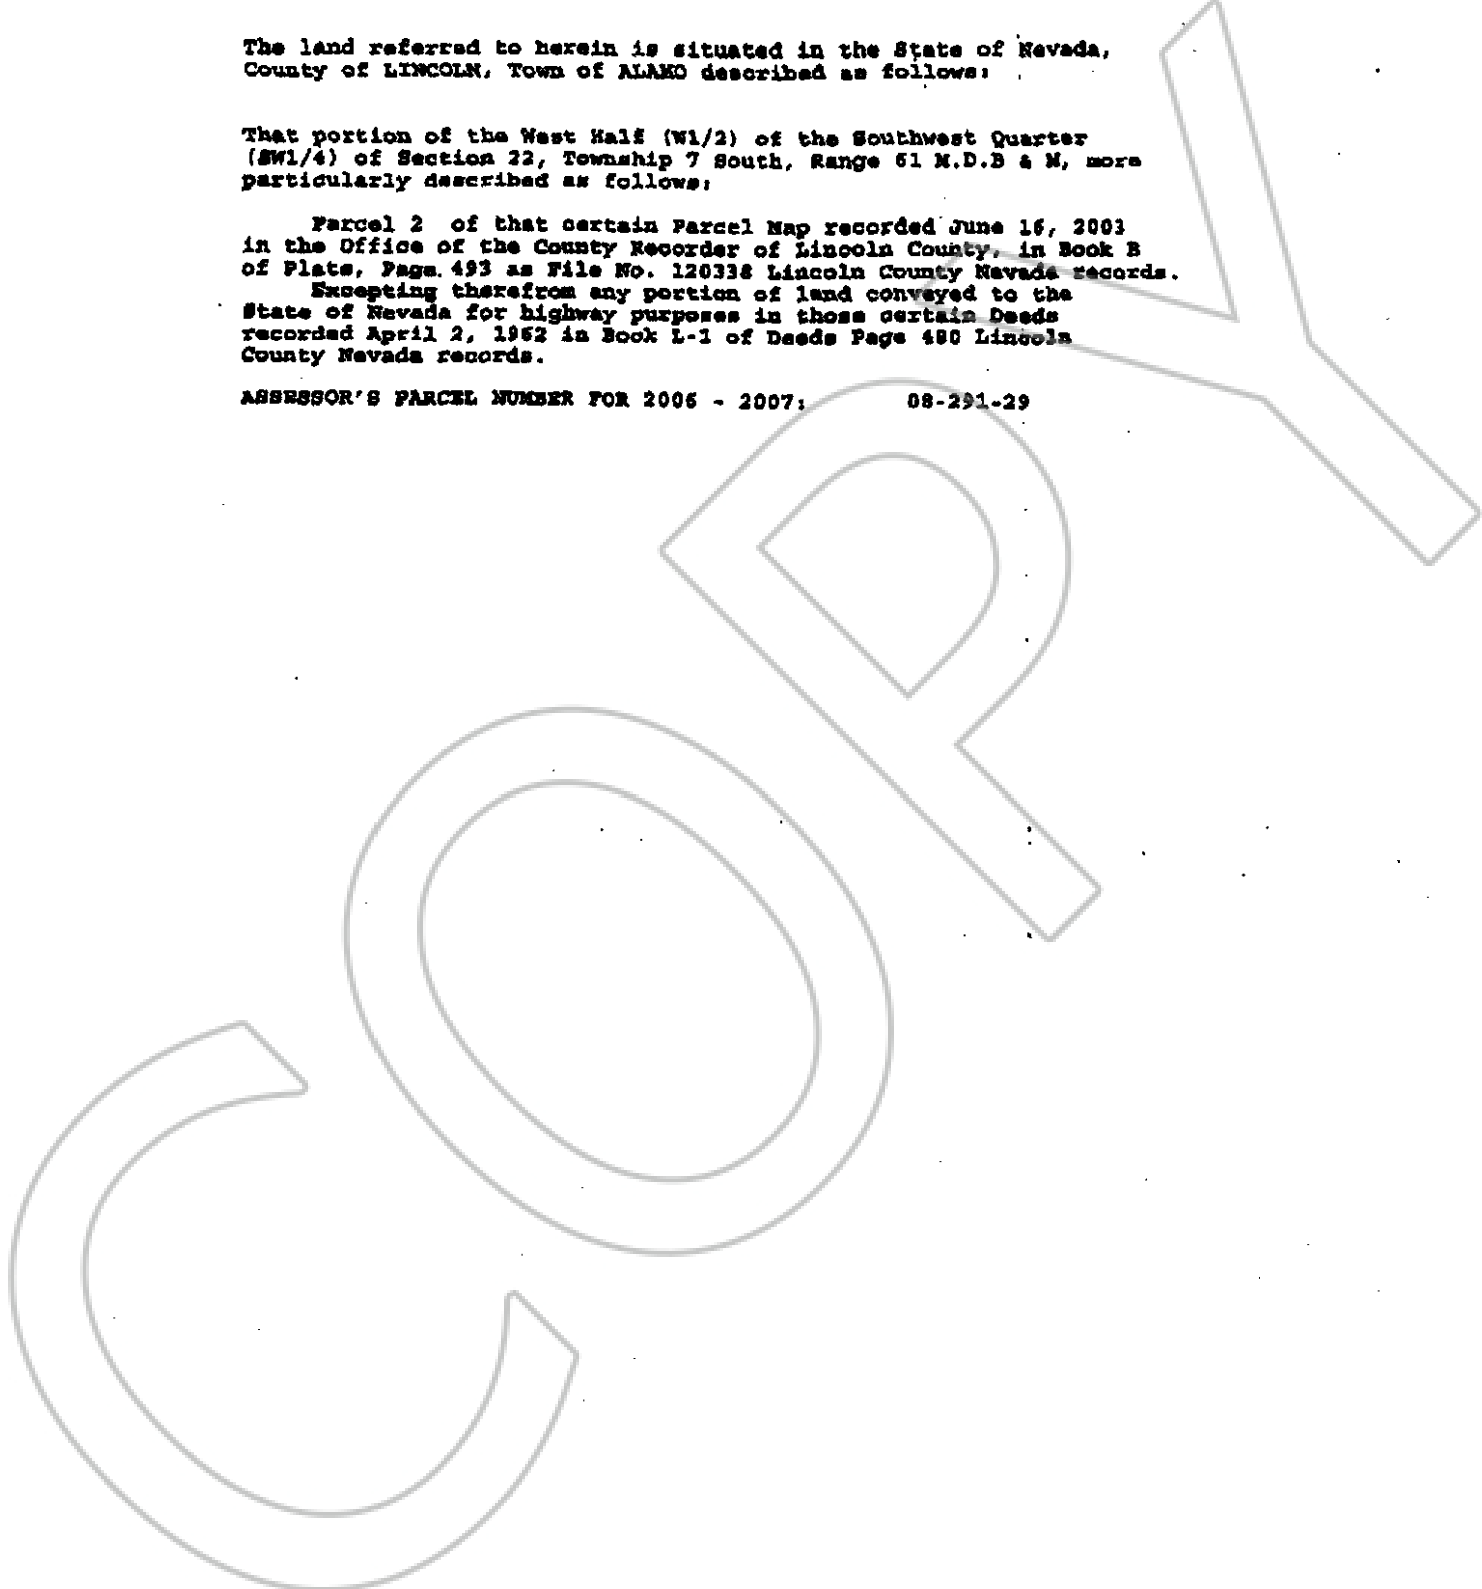 The land referred to herein is situated in the State of Nevada,
County of LINCOLN, Town of ALAMO described as follows:
That portion of the West Half (W1/2) of the Southwest Quarter
(SW1/4) of Section 22, Township 7 South, Range 61 M.D.B & M, more
particularly described as follows:
Parcel 2 of that certain Parcel Map recorded June 16, 2003
in the Office of the County Recorder of Lincoln County, in Book B
of Plats, Page 493 as File No. 120338 Lincoln County Nevada records.
Excepting therefrom any portion of land conveyed to the
State of Nevada for highway purposes in those certain Deeds
recorded April 2, 1962 in Book L-1 of Deeds Page 480 Lincoln
County Nevada records.
ASSESSOR'S PARCEL NUMBER FOR 2006 - 2007: 08-291-29
COPY